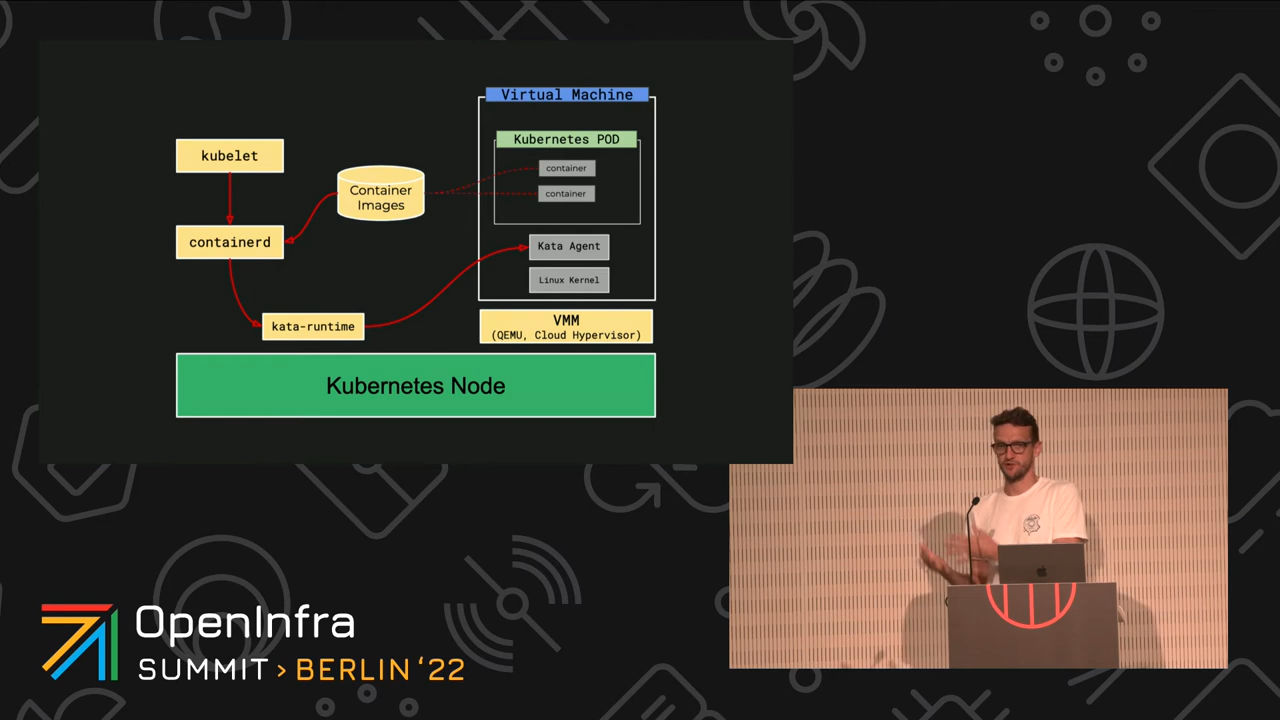 Virtual Machine
Kubernetes POD
container
container
kubelet
Container
Images
containerd
Kata Agent
Linux Kernel
kata-runtime
VMM
(QEMU, Cloud Hypervisor)
Kubernetes Node
OpenInfra
SUMMIT > BERLIN ‘22